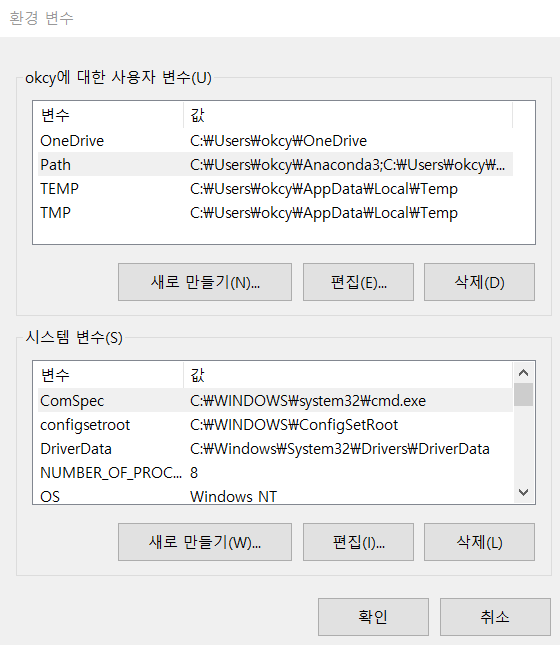 환경 변수
okcy에 대한 사용자 변수(U)
변수 값
OneDrive C:₩Users₩okcy₩OneDrive
Path C:₩Users₩okcy₩Anaconda3;C:₩Users₩okcy₩...
TEMP C:₩Users₩okcy₩AppData₩Local₩Temp
TMP C:₩Users₩okcy₩AppData₩Local₩Temp
새로 만들기(N)... 편집(E)... 삭제(D)
시스템 변수(S)
변수 값
ComSpec C:₩WINDOWS₩system32₩cmd.exe
configsetroot C:₩WINDOWS₩ConfigSetRoot
DriverData C:₩Windows₩System32₩Drivers₩DriverData
NUMBER_OF_PROC... 8
OS Windows NT
새로 만들기(W)... 편집(I)... 삭제(L)
확인 취소